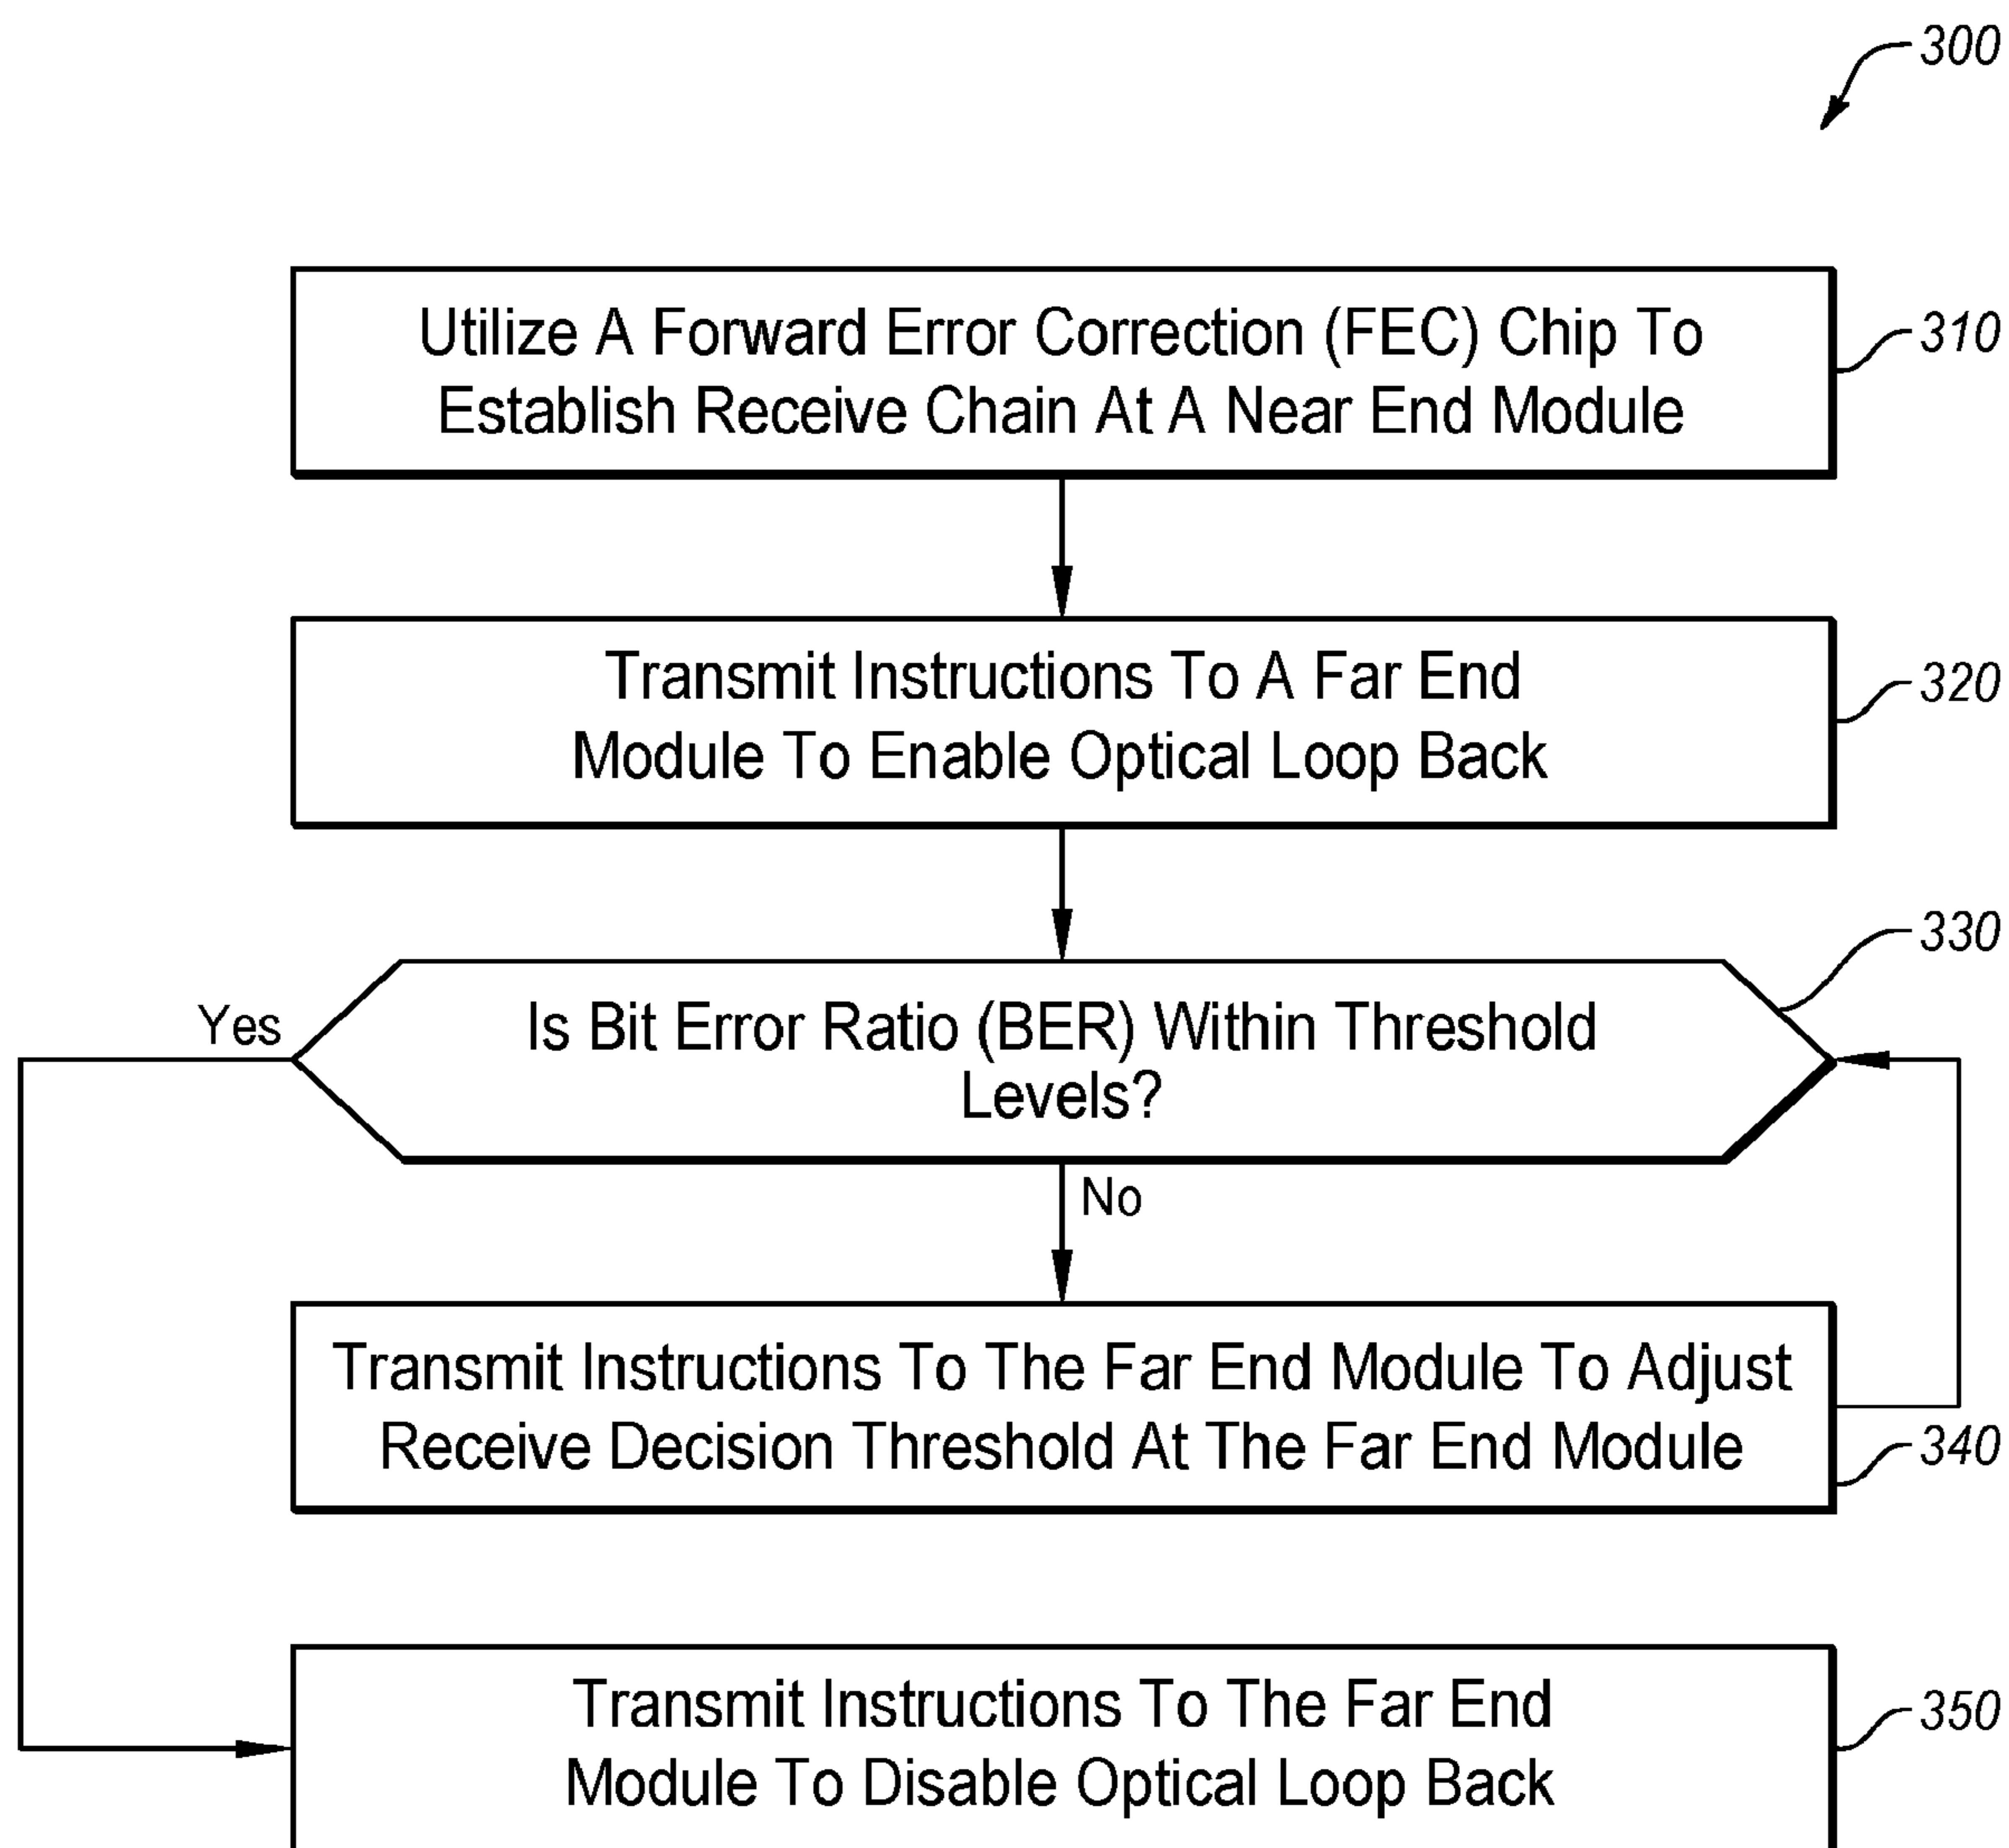 300
Utilize A Forward Error Correction (FEC) Chip To
Establish Receive Chain At A Near End Module
310
Transmit Instructions To A Far End
Module To Enable Optical Loop Back
320
330
Is Bit Error Ratio (BER) Within Threshold
Levels?
Yes
No
Transmit Instructions To The Far End Module To Adjust
Receive Decision Threshold At The Far End Module
340
Transmit Instructions To The Far End
Module To Disable Optical Loop Back
350